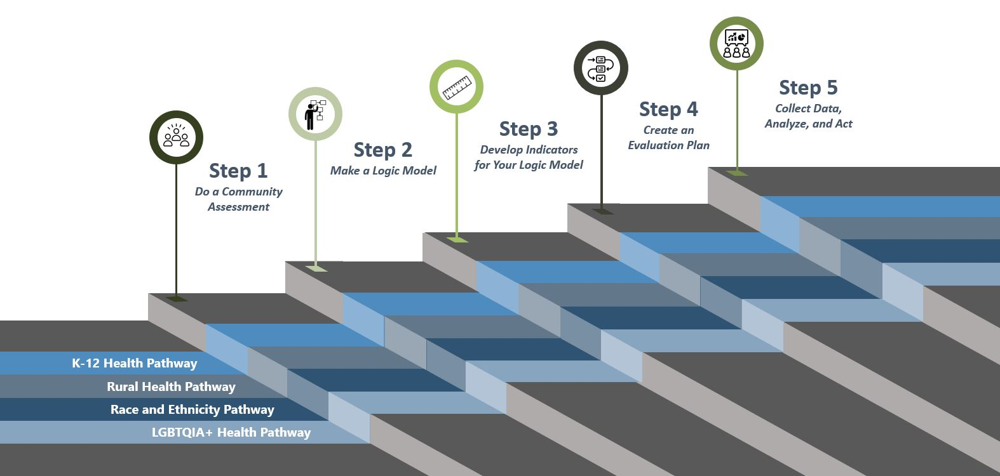 Step 1
Do a Community
Assessment
Step 2
Make a Logic Model
Step 3
Develop Indicators
for Your Logic Model
Step 4
Create an
Evaluation Plan
Step 5
Collect Data,
Analyze, and Act
K-12 Health Pathway
Rural Health Pathway
Race and Ethnicity Pathway
LGBTQIA+ Health Pathway